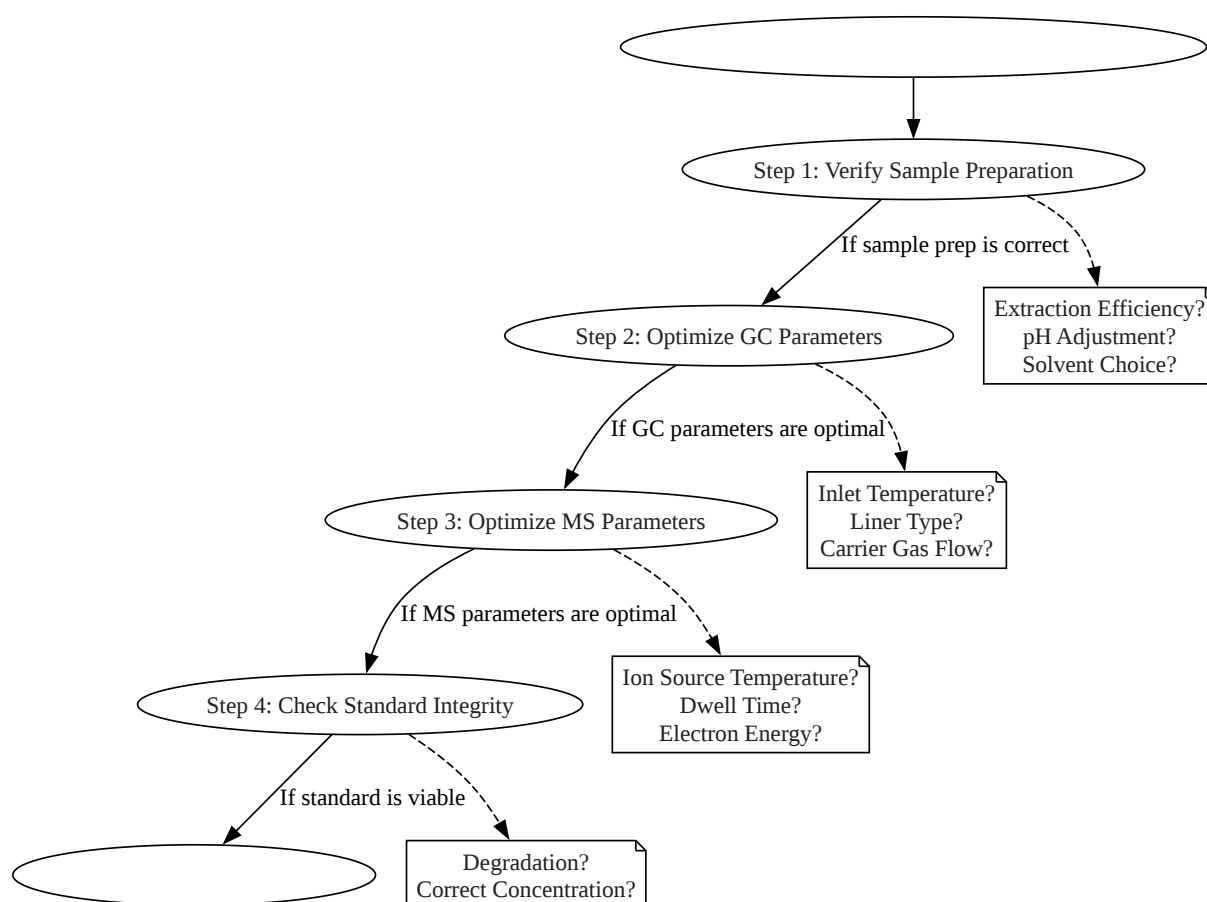 Step 1: Verify Sample Preparation
If sample prep is correct
Extraction Efficiency?
pH Adjustment?
Solvent Choice?
Step 2: Optimize GC Parameters
If GC parameters are optimal
Inlet Temperature?
Liner Type?
Carrier Gas Flow?
Step 3: Optimize MS Parameters
If MS parameters are optimal
Ion Source Temperature?
Dwell Time?
Electron Energy?
Step 4: Check Standard Integrity
If standard is viable
Degradation?
Correct Concentration?